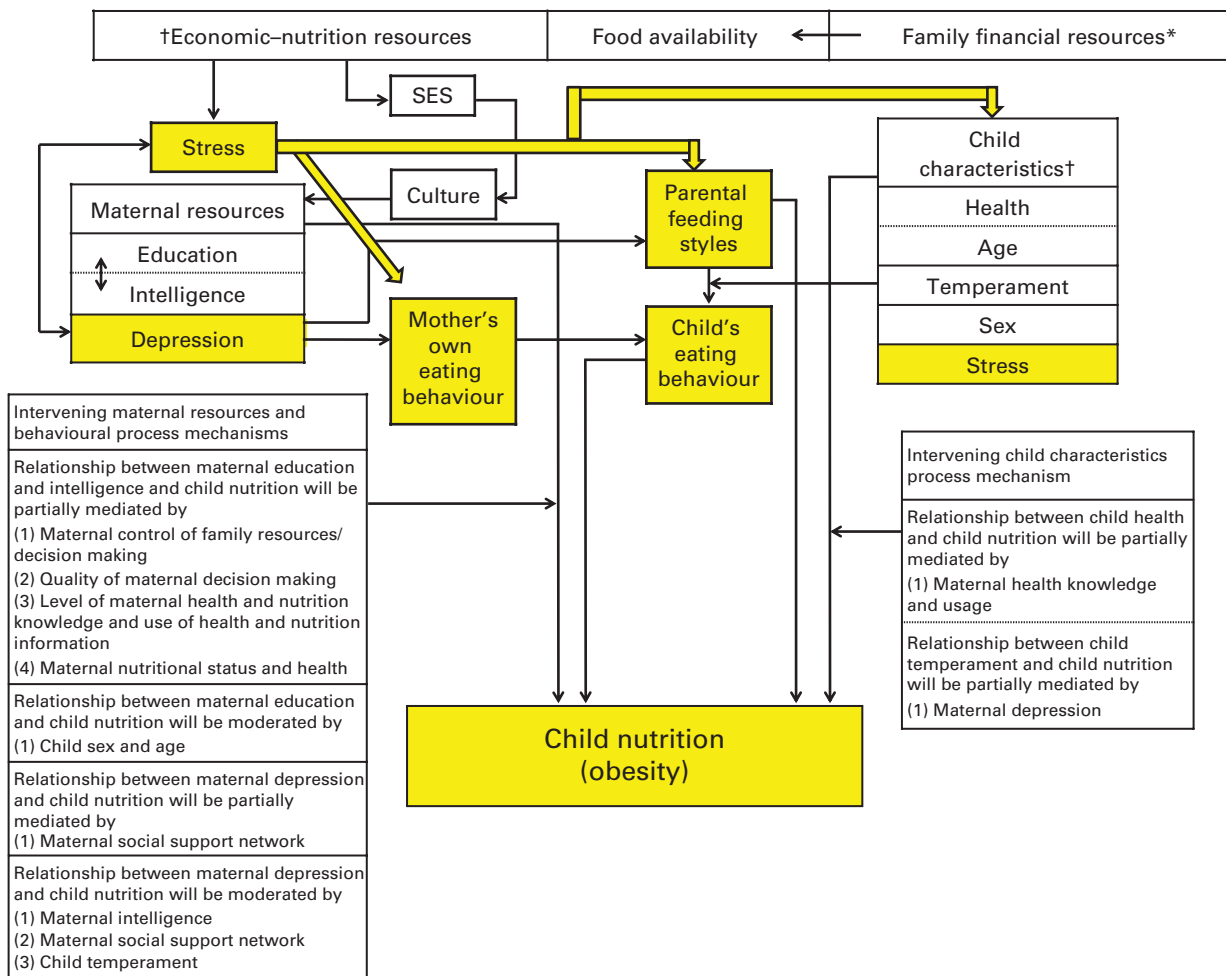 †Economic–nutrition resources
Food availability
Family financial resources*
SES
Stress
Culture
Maternal resources
Education
Intelligence
Depression
Parental
feeding
styles
Child
characteristics†
Health
Age
Temperament
Sex
Stress
Mother's
own
eating
behaviour
Child's
eating
behaviour
Intervening maternal resources and
behavioural process mechanisms
Relationship between maternal education
and intelligence and child nutrition will be
partially mediated by
(1) Maternal control of family resources/
decision making
(2) Quality of maternal decision making
(3) Level of maternal health and nutrition
knowledge and use of health and nutrition
information
(4) Maternal nutritional status and health
Relationship between maternal education
and child nutrition will be moderated by
(1) Child sex and age
Relationship between maternal depression
and child nutrition will be partially
mediated by
(1) Maternal social support network
Relationship between maternal depression
and child nutrition will be moderated by
(1) Maternal intelligence
(2) Maternal social support network
(3) Child temperament
Intervening child characteristics
process mechanism
Relationship between child health
and child nutrition will be partially
mediated by
(1) Maternal health knowledge
and usage
Relationship between child
temperament and child nutrition
will be partially mediated by
(1) Maternal depression
Child nutrition
(obesity)